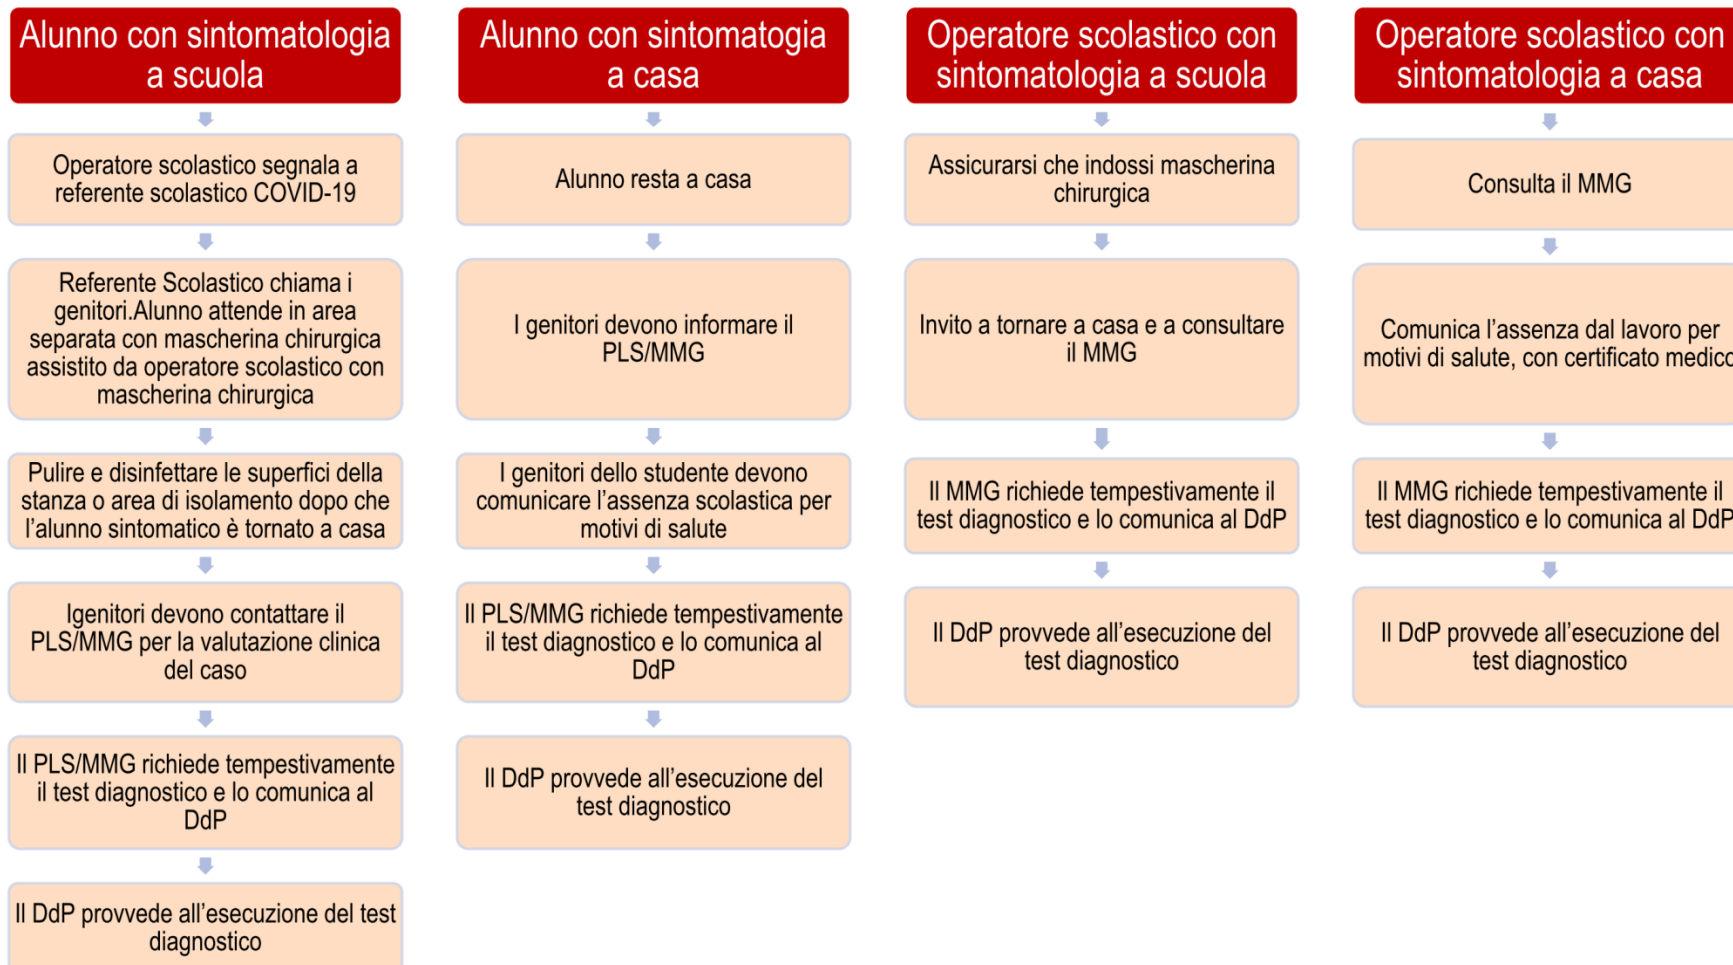 Alunno con sintomatologia
a scuola
Operatore scolastico segnala a
referente scolastico COVID-19
Referente Scolastico chiama i
genitori.Alunno attende in area
separata con mascherina chirurgica
assistito da operatore scolastico con
mascherina chirurgica
Pulire e disinfettare le superfici della
stanza o area di isolamento dopo che
l’alunno sintomatico è tornato a casa
Igenitori devono contattare il
PLS/MMG per la valutazione clinica
del caso
Il PLS/MMG richiede tempestivamente
il test diagnostico e lo comunica al
DdP
Il DdP provvede all’esecuzione del test
diagnostico
Alunno con sintomatogia
a casa
Alunno resta a casa
I genitori devono informare il
PLS/MMG
I genitori dello studente devono
comunicare l’assenza scolastica per
motivi di salute
Il PLS/MMG richiede tempestivamente
il test diagnostico e lo comunica al
DdP
Il DdP provvede all’esecuzione del
test diagnostico
Operatore scolastico con
sintomatologia a scuola
Assicurarsi che indossi mascherina
chirurgica
Invito a tornare a casa e a consultare
il MMG
Il MMG richiede tempestivamente il
test diagnostico e lo comunica al DdP
Il DdP provvede all’esecuzione del
test diagnostico
Operatore scolastico con
sintomatologia a casa
Consulta il MMG
Comunica l’assenza dal lavoro per
motivi di salute, con certificato medico
Il MMG richiede tempestivamente il
test diagnostico e lo comunica al DdP
Il DdP provvede all’esecuzione del
test diagnostico